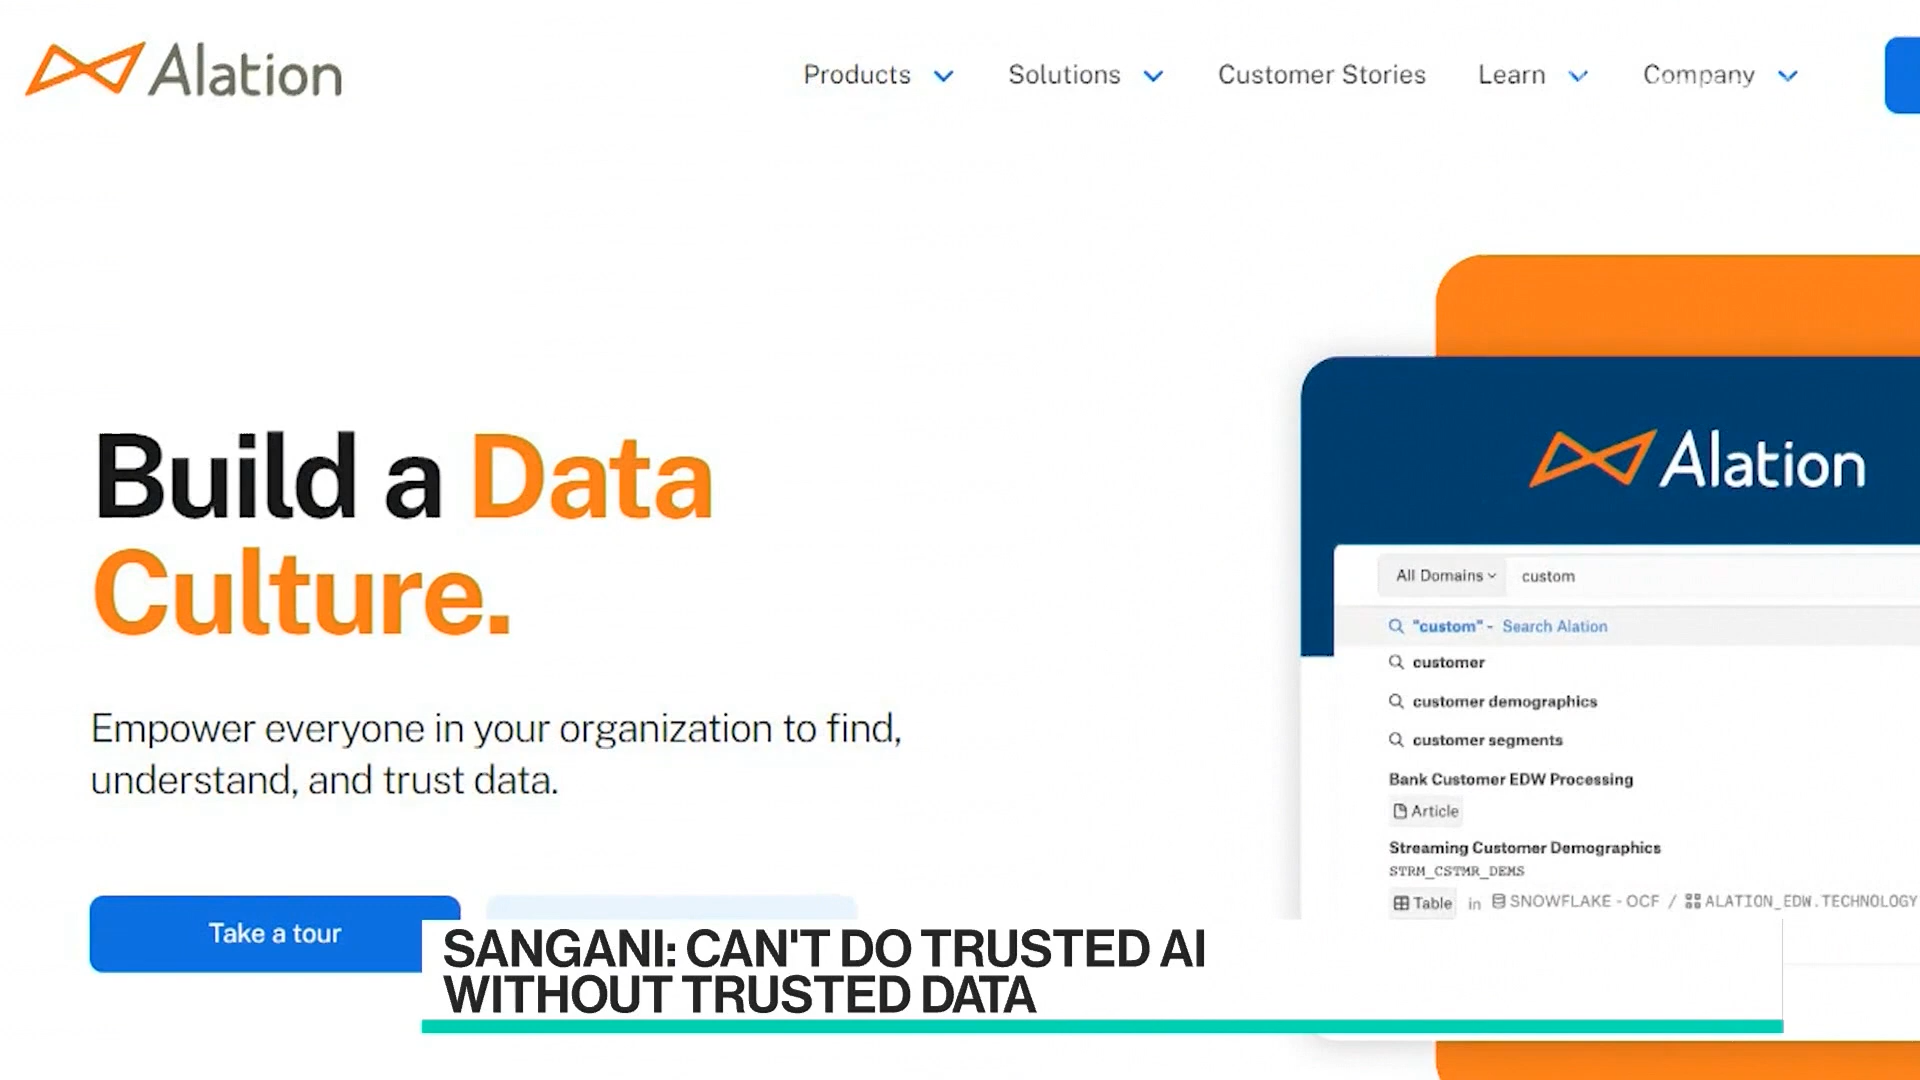 Alation
Products Solutions Customer Stories Learn Company
Build a Data
Culture.
Empower everyone in your organization to find,
understand, and trust data.
Take a tour
Alation
All Domains custom
"custom" - Search Alation
customer
customer demographics
customer segments
Bank Customer EDW Processing
Article
Streaming Customer Demographics
STRM_CSTMR_DEMS
Table in SNOWFLAKE - OCF / ALATION_EDW.TECHNOLOGY
SANGANI: CAN'T DO TRUSTED AI
WITHOUT TRUSTED DATA